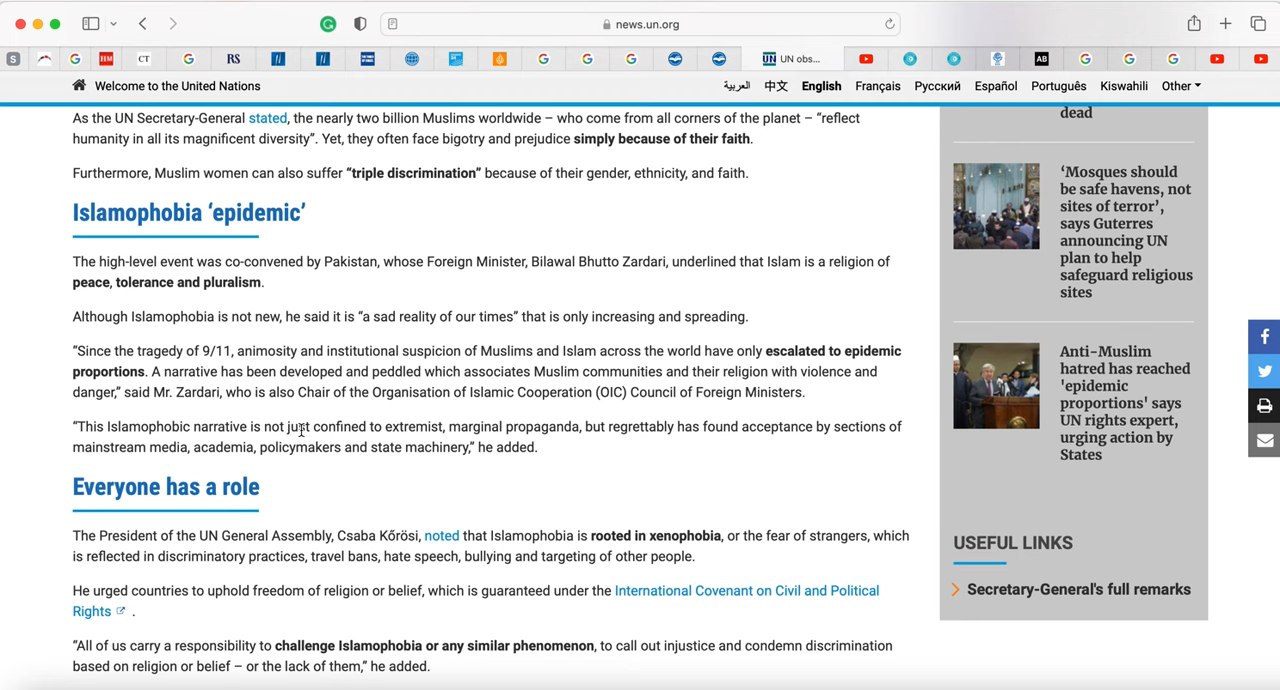 news.un.org
S
G
EEM
CT
G
RS
G
G
G
UN UN obs...
AB
G
G
G
Welcome to the United Nations
العربية 中文 English Français Русский Español Português Kiswahili Other
As the UN Secretary-General stated, the nearly two billion Muslims worldwide – who come from all corners of the planet – “reflect
humanity in all its magnificent diversity”. Yet, they often face bigotry and prejudice simply because of their faith.
Furthermore, Muslim women can also suffer “triple discrimination” because of their gender, ethnicity, and faith.
Islamophobia ‘epidemic’
The high-level event was co-convened by Pakistan, whose Foreign Minister, Bilawal Bhutto Zardari, underlined that Islam is a religion of
peace, tolerance and pluralism.
Although Islamophobia is not new, he said it is “a sad reality of our times” that is only increasing and spreading.
“Since the tragedy of 9/11, animosity and institutional suspicion of Muslims and Islam across the world have only escalated to epidemic
proportions. A narrative has been developed and peddled which associates Muslim communities and their religion with violence and
danger,” said Mr. Zardari, who is also Chair of the Organisation of Islamic Cooperation (OIC) Council of Foreign Ministers.
“This Islamophobic narrative is not just confined to extremist, marginal propaganda, but regrettably has found acceptance by sections of
mainstream media, academia, policymakers and state machinery,” he added.
Everyone has a role
The President of the UN General Assembly, Csaba Kőrösi, noted that Islamophobia is rooted in xenophobia, or the fear of strangers, which
is reflected in discriminatory practices, travel bans, hate speech, bullying and targeting of other people.
He urged countries to uphold freedom of religion or belief, which is guaranteed under the International Covenant on Civil and Political
Rights .
“All of us carry a responsibility to challenge Islamophobia or any similar phenomenon, to call out injustice and condemn discrimination
based on religion or belief – or the lack of them,” he added.
dead
‘Mosques should
be safe havens, not
sites of terror’,
says Guterres
announcing UN
plan to help
safeguard religious
sites
Anti-Muslim
hatred has reached
'epidemic
proportions' says
UN rights expert,
urging action by
States
USEFUL LINKS
Secretary-General's full remarks